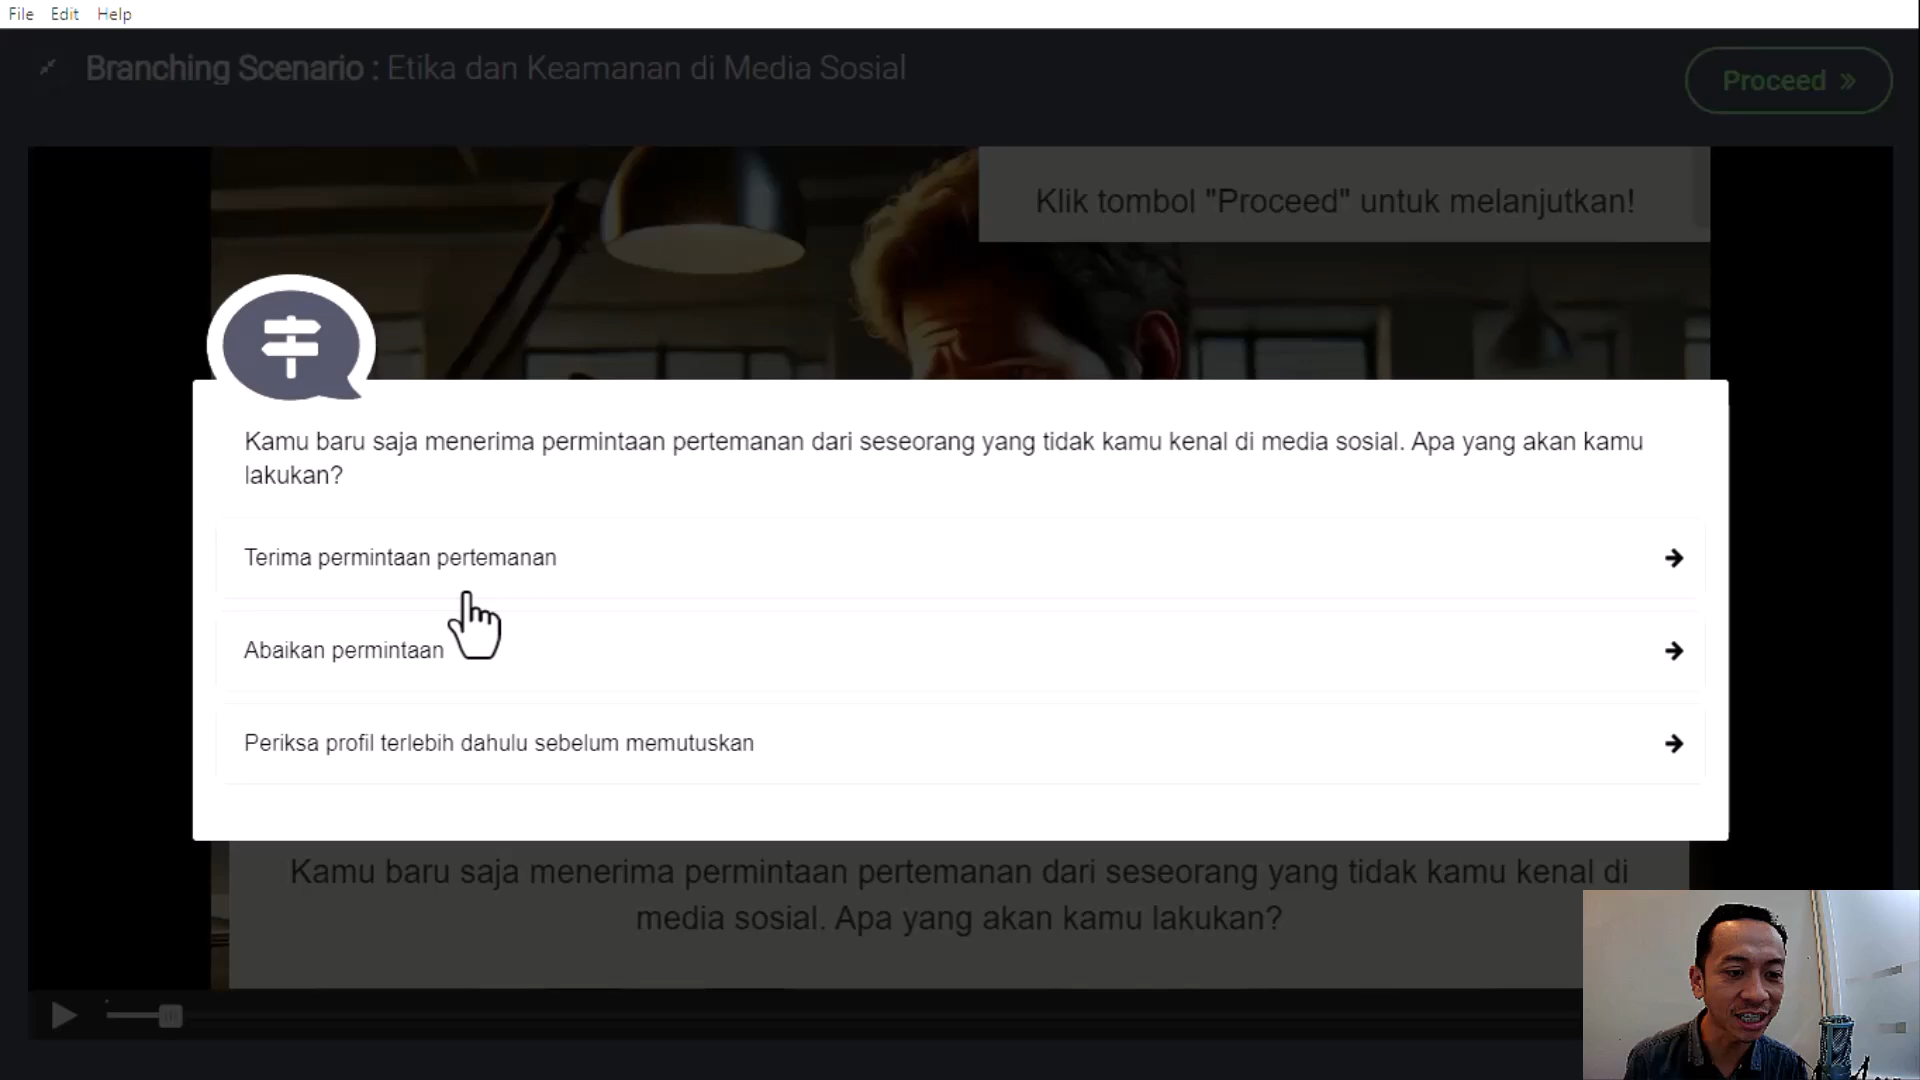 File Edit Help
Branching Scenario : Etika dan Keamanan di Media Sosial
Proceed »
Klik tombol "Proceed" untuk melanjutkan!
Kamu baru saja menerima permintaan pertemanan dari seseorang yang tidak kamu kenal di media sosial. Apa yang akan kamu
lakukan?
Terima permintaan pertemanan
Abaikan permintaan
Periksa profil terlebih dahulu sebelum memutuskan
Kamu baru saja menerima permintaan pertemanan dari seseorang yang tidak kamu kenal di
media sosial. Apa yang akan kamu lakukan?